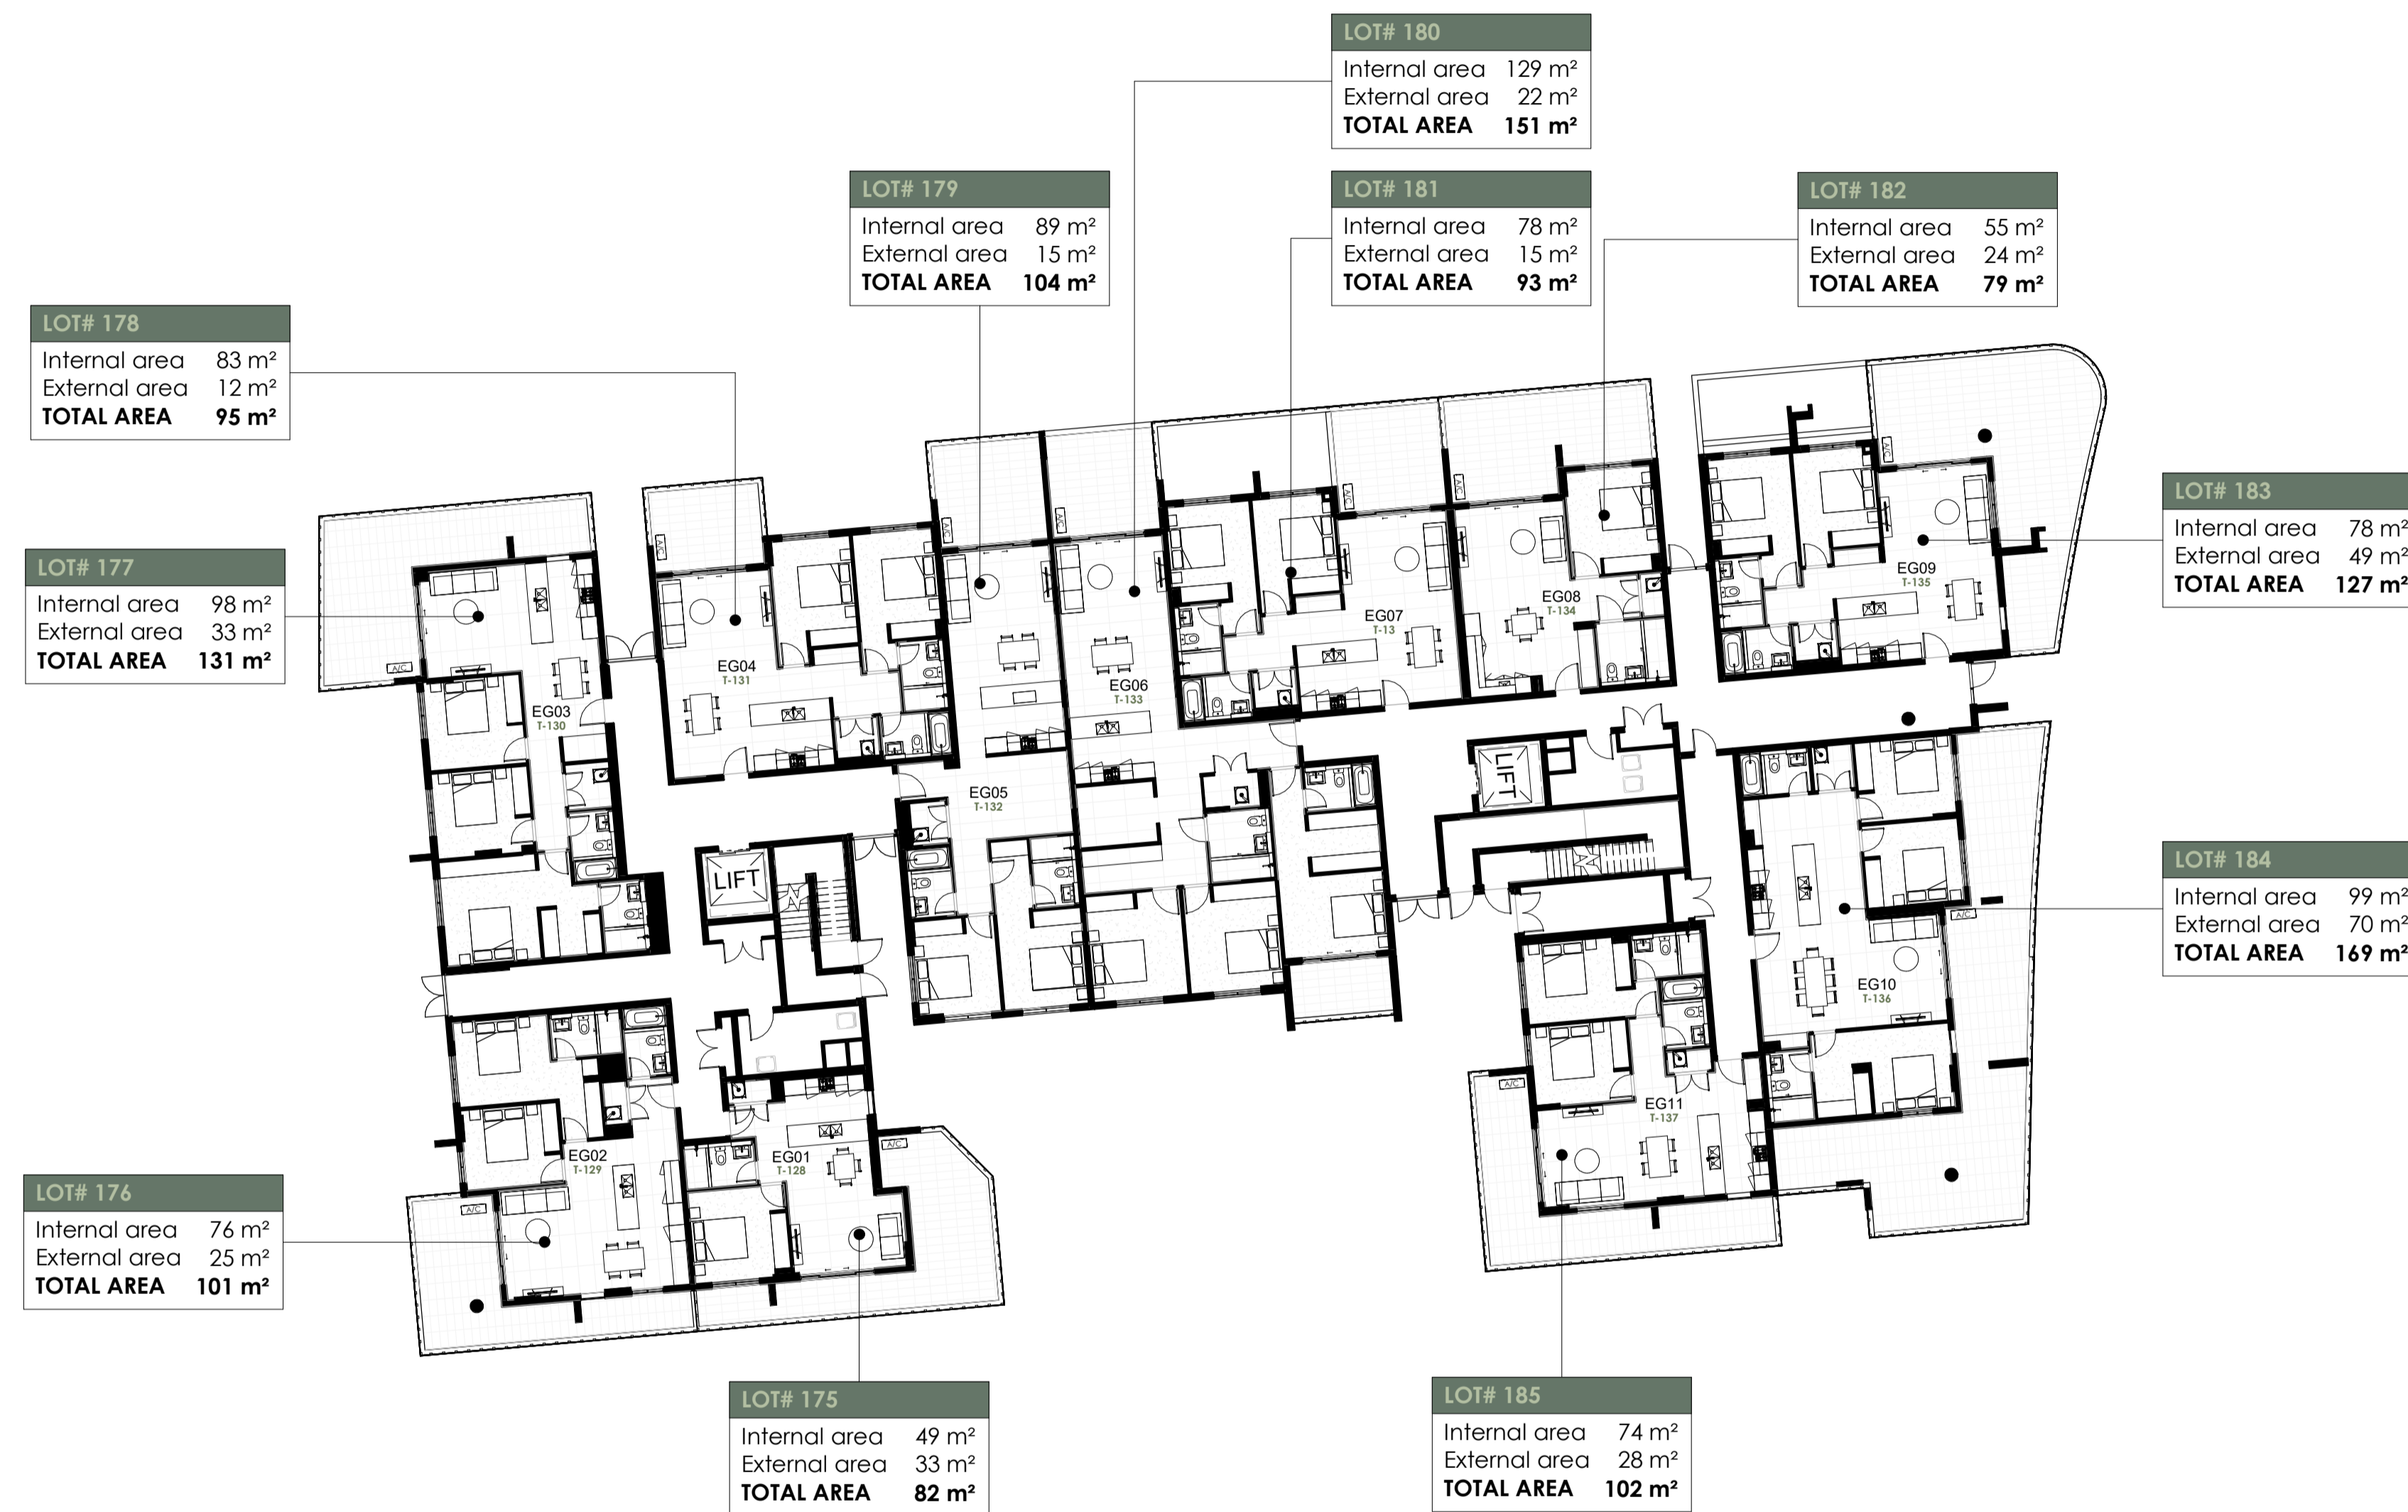 LOT# 180
Internal area 129 m²
External area 22 m²
TOTAL AREA 151 m²
LOT# 179
Internal area 89 m²
External area 15 m²
TOTAL AREA 104 m²
LOT# 181
Internal area 78 m²
External area 15 m²
TOTAL AREA 93 m²
LOT# 182
Internal area 55 m²
External area 24 m²
TOTAL AREA 79 m²
LOT# 178
Internal area 83 m²
External area 12 m²
TOTAL AREA 95 m²
LOT# 183
Internal area 78 m²
External area 49 m²
TOTAL AREA 127 m²
LOT# 177
Internal area 98 m²
External area 33 m²
TOTAL AREA 131 m²
LOT# 184
Internal area 99 m²
External area 70 m²
TOTAL AREA 169 m²
LOT# 176
Internal area 76 m²
External area 25 m²
TOTAL AREA 101 m²
LOT# 175
Internal area 49 m²
External area 33 m²
TOTAL AREA 82 m²
LOT# 185
Internal area 74 m²
External area 28 m²
TOTAL AREA 102 m²
EG03
T-130
EG04
T-131
EG05
T-132
EG06
T-133
EG07
T-13
EG08
T-134
EG09
T-135
EG10
T-136
EG11
T-137
EG02
T-129
EG01
T-128
LIFT
LIFT
A/C
A/C
A/C
A/C
A/C
A/C
A/C
A/C
A/C
A/C
A/C